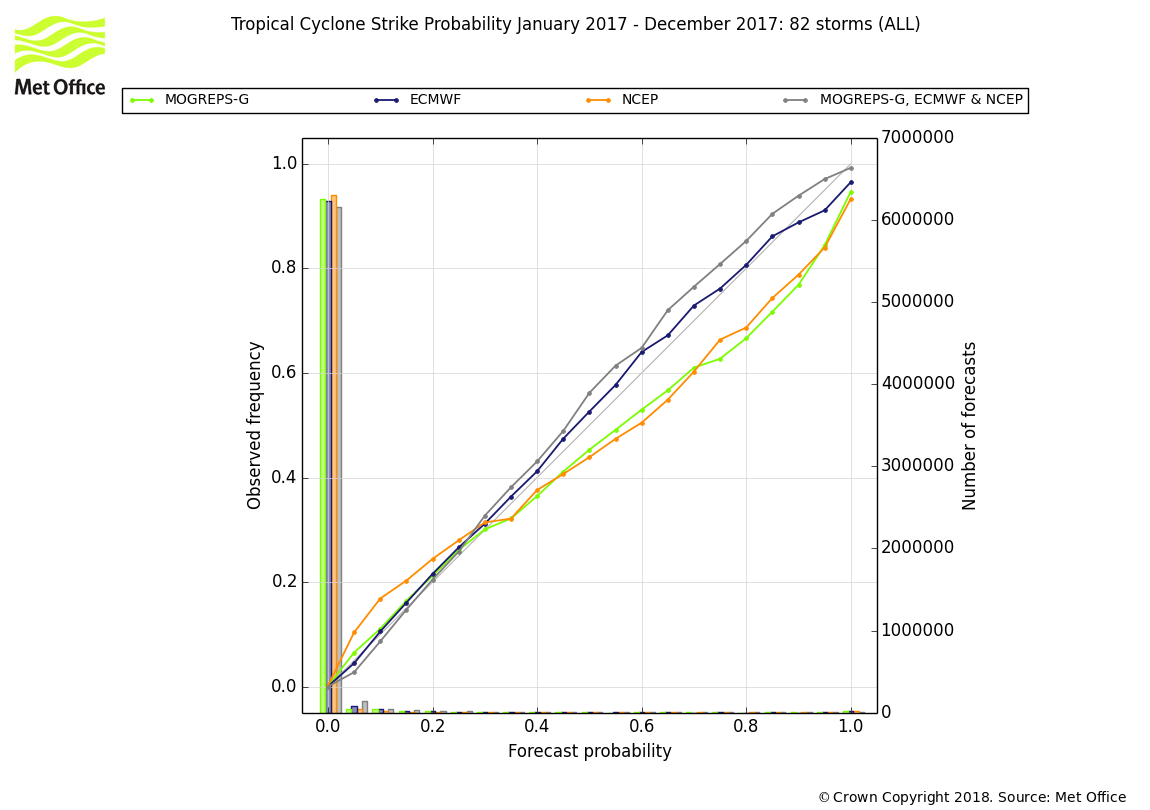 Tropical Cyclone Strike Probability January 2017 - December 2017: 82 storms (ALL)
Met Office
MOGREPS-G ECMWF NCEP MOGREPS-G, ECMWF & NCEP
Observed frequency
1.0
0.8
0.6
0.4
0.2
0.0
7000000
6000000
5000000
4000000
3000000
2000000
1000000
0
Number of forecasts
0.0 0.2 0.4 0.6 0.8 1.0
Forecast probability
© Crown Copyright 2018. Source: Met Office